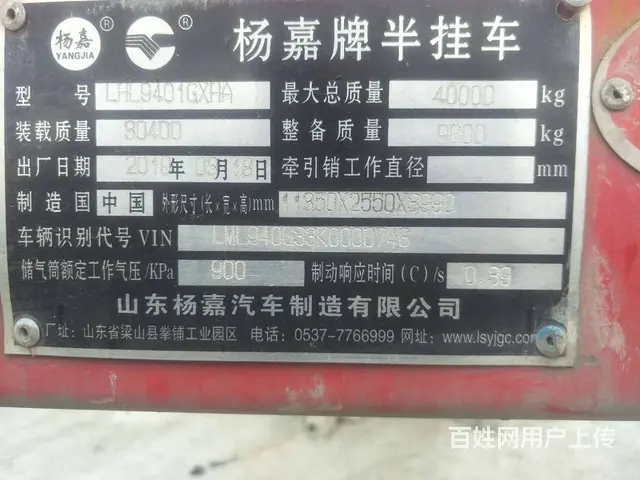 杨嘉® YANGJIA ® 杨嘉牌半挂车
型 号 LHL9401GXHA 最大总质量 40000 kg
装载质量 30400 整备质量 9600 kg
出厂日期 年 月 日 牵引销工作直径 mm
制造国 中国 外形尺寸(长×宽×高)mm
车辆识别代号VIN
储气筒额定工作气压/KPa 900 制动响应时间(C)/s 0.39
山东杨嘉汽车制造有限公司
厂址:山东省梁山县拳铺工业园区 电话:0537-7766999 网址:www.lsyjgc.com
百姓网用户上传